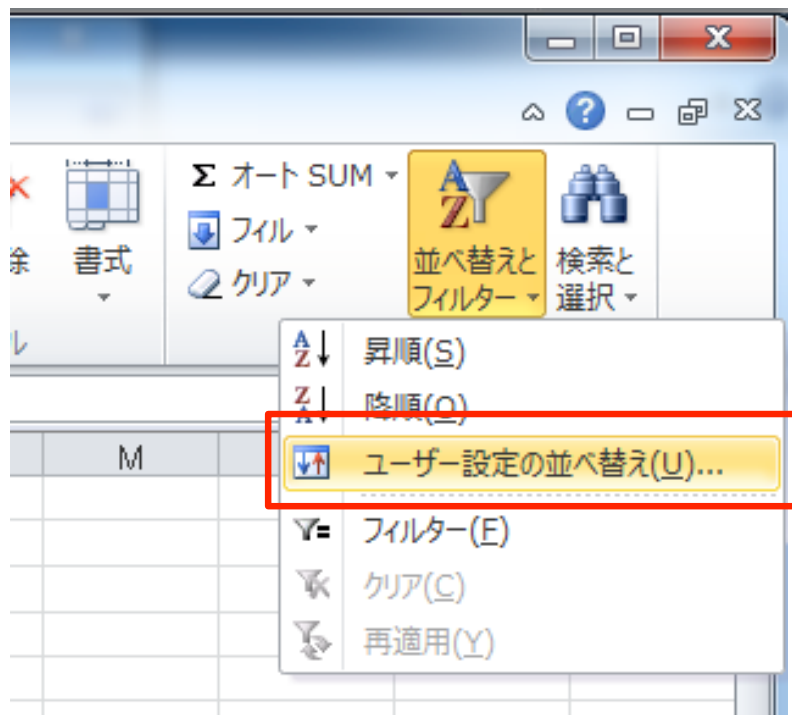 除
書式
ル
Σ オート SUM
フィル
クリア
並べ替えと
フィルター
検索と
選択
昇順(S)
降順(O)
ユーザー設定の並べ替え(U)...
フィルター(F)
クリア(C)
再適用(Y)
M